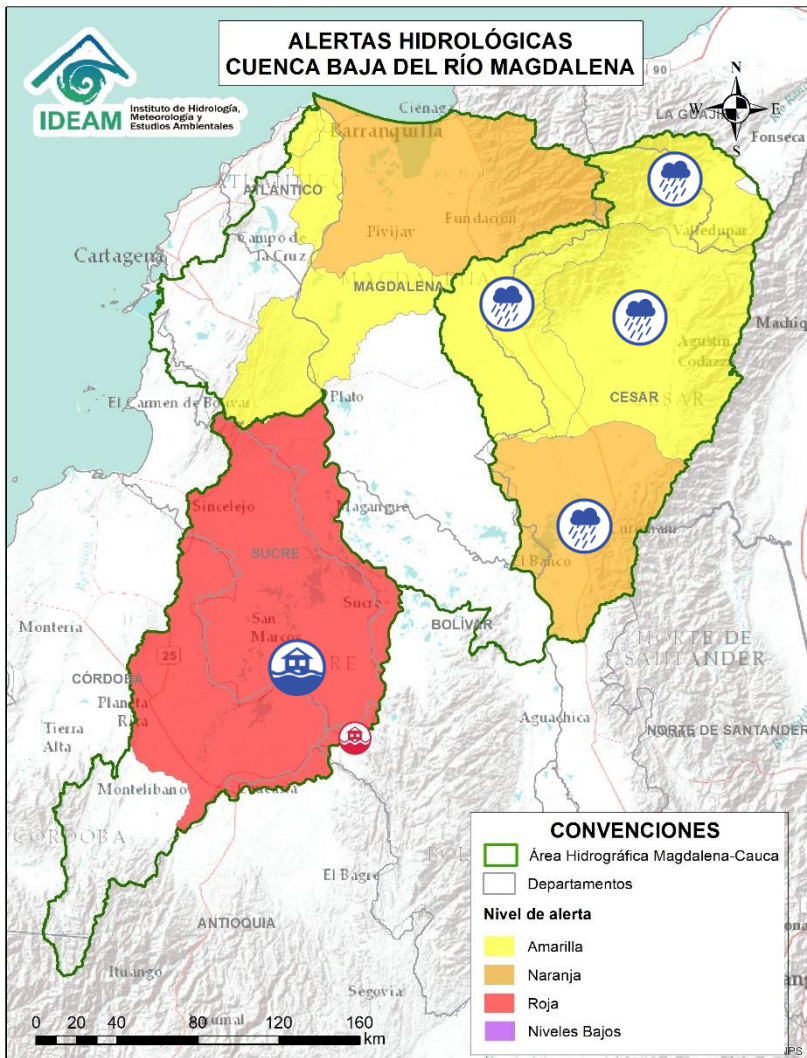 ALERTAS HIDROLÓGICAS
CUENCA BAJA DEL RÍO MAGDALENA
IDEAM
Instituto de Hidrología,
Meteorología y
Estudios Ambientales
N
S
90
Ciénaga
LA GUAJIRA
Fonseca
Barranquilla
ATLÁNTICO
Valledupar
Pivijay
Fundación
Campo de
la Cruz
Cartagena
MAGDALENA
Machiq
Agustín
Codazzi
CESAR
El Carmen de Bolívar
Plato
Sincelejo
Magangué
SUCRE
El Banco
Sucre
San
Marcos
BOLÍVAR
Montería
25
NORTE DE
SANTANDER
CÓRDOBA
Planeta
Rica
Aguachica
Tierra
Alta
NORTE DE SANTANDER
Montelíbano
CÓRDOBA
El Bagre
ANTIOQUIA
Ituango
Segovia
CONVENCIONES
Área Hidrográfica Magdalena-Cauca
Departamentos
Nivel de alerta
Amarilla
Naranja
Roja
Niveles Bajos
0 20 40 80 120 160
km
JPS